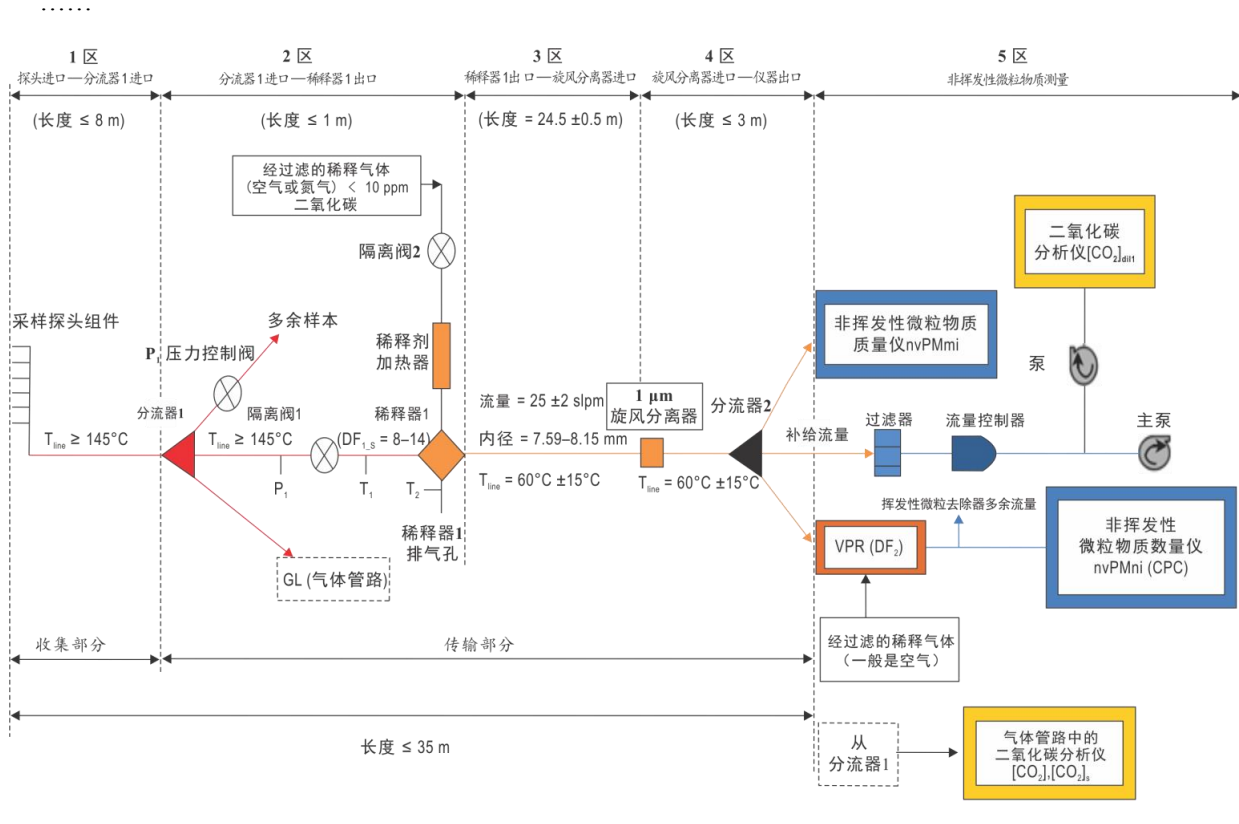 ……
1 区
探头进口—分流器1进口
(长度 ≤ 8 m)
2 区
分流器1进口—稀释器1出口
(长度 ≤ 1 m)
3 区
稀释器1出口—旋风分离器进口
(长度 = 24.5 ±0.5 m)
4 区
旋风分离器进口—仪器出口
(长度 ≤ 3 m)
5 区
非挥发性微粒物质测量
经过滤的稀释气体
(空气或氮气) < 10 ppm
二氧化碳
隔离阀2
稀释剂
加热器
采样探头组件
P₁ 压力控制阀
多余样本
分流器1
Tline ≥ 145°C
隔离阀1
Tline ≥ 145°C
P₁
T₁
稀释器1
(DF1_S = 8–14)
T₂
稀释器1
排气孔
GL (气体管路)
流量 = 25 ±2 slpm
内径 = 7.59–8.15 mm
Tline = 60°C ±15°C
1 μm
旋风分离器
Tline = 60°C ±15°C
分流器2
二氧化碳
分析仪[CO₂]dil1
非挥发性微粒物质
质量仪nvPMmi
泵
补给流量
过滤器
流量控制器
主泵
挥发性微粒去除器多余流量
VPR (DF₂)
非挥发性
微粒物质数量仪
nvPMni (CPC)
经过滤的稀释气体
(一般是空气)
收集部分
传输部分
长度 ≤ 35 m
从
分流器1
气体管路中的
二氧化碳分析仪
[CO₂],[CO₂]s